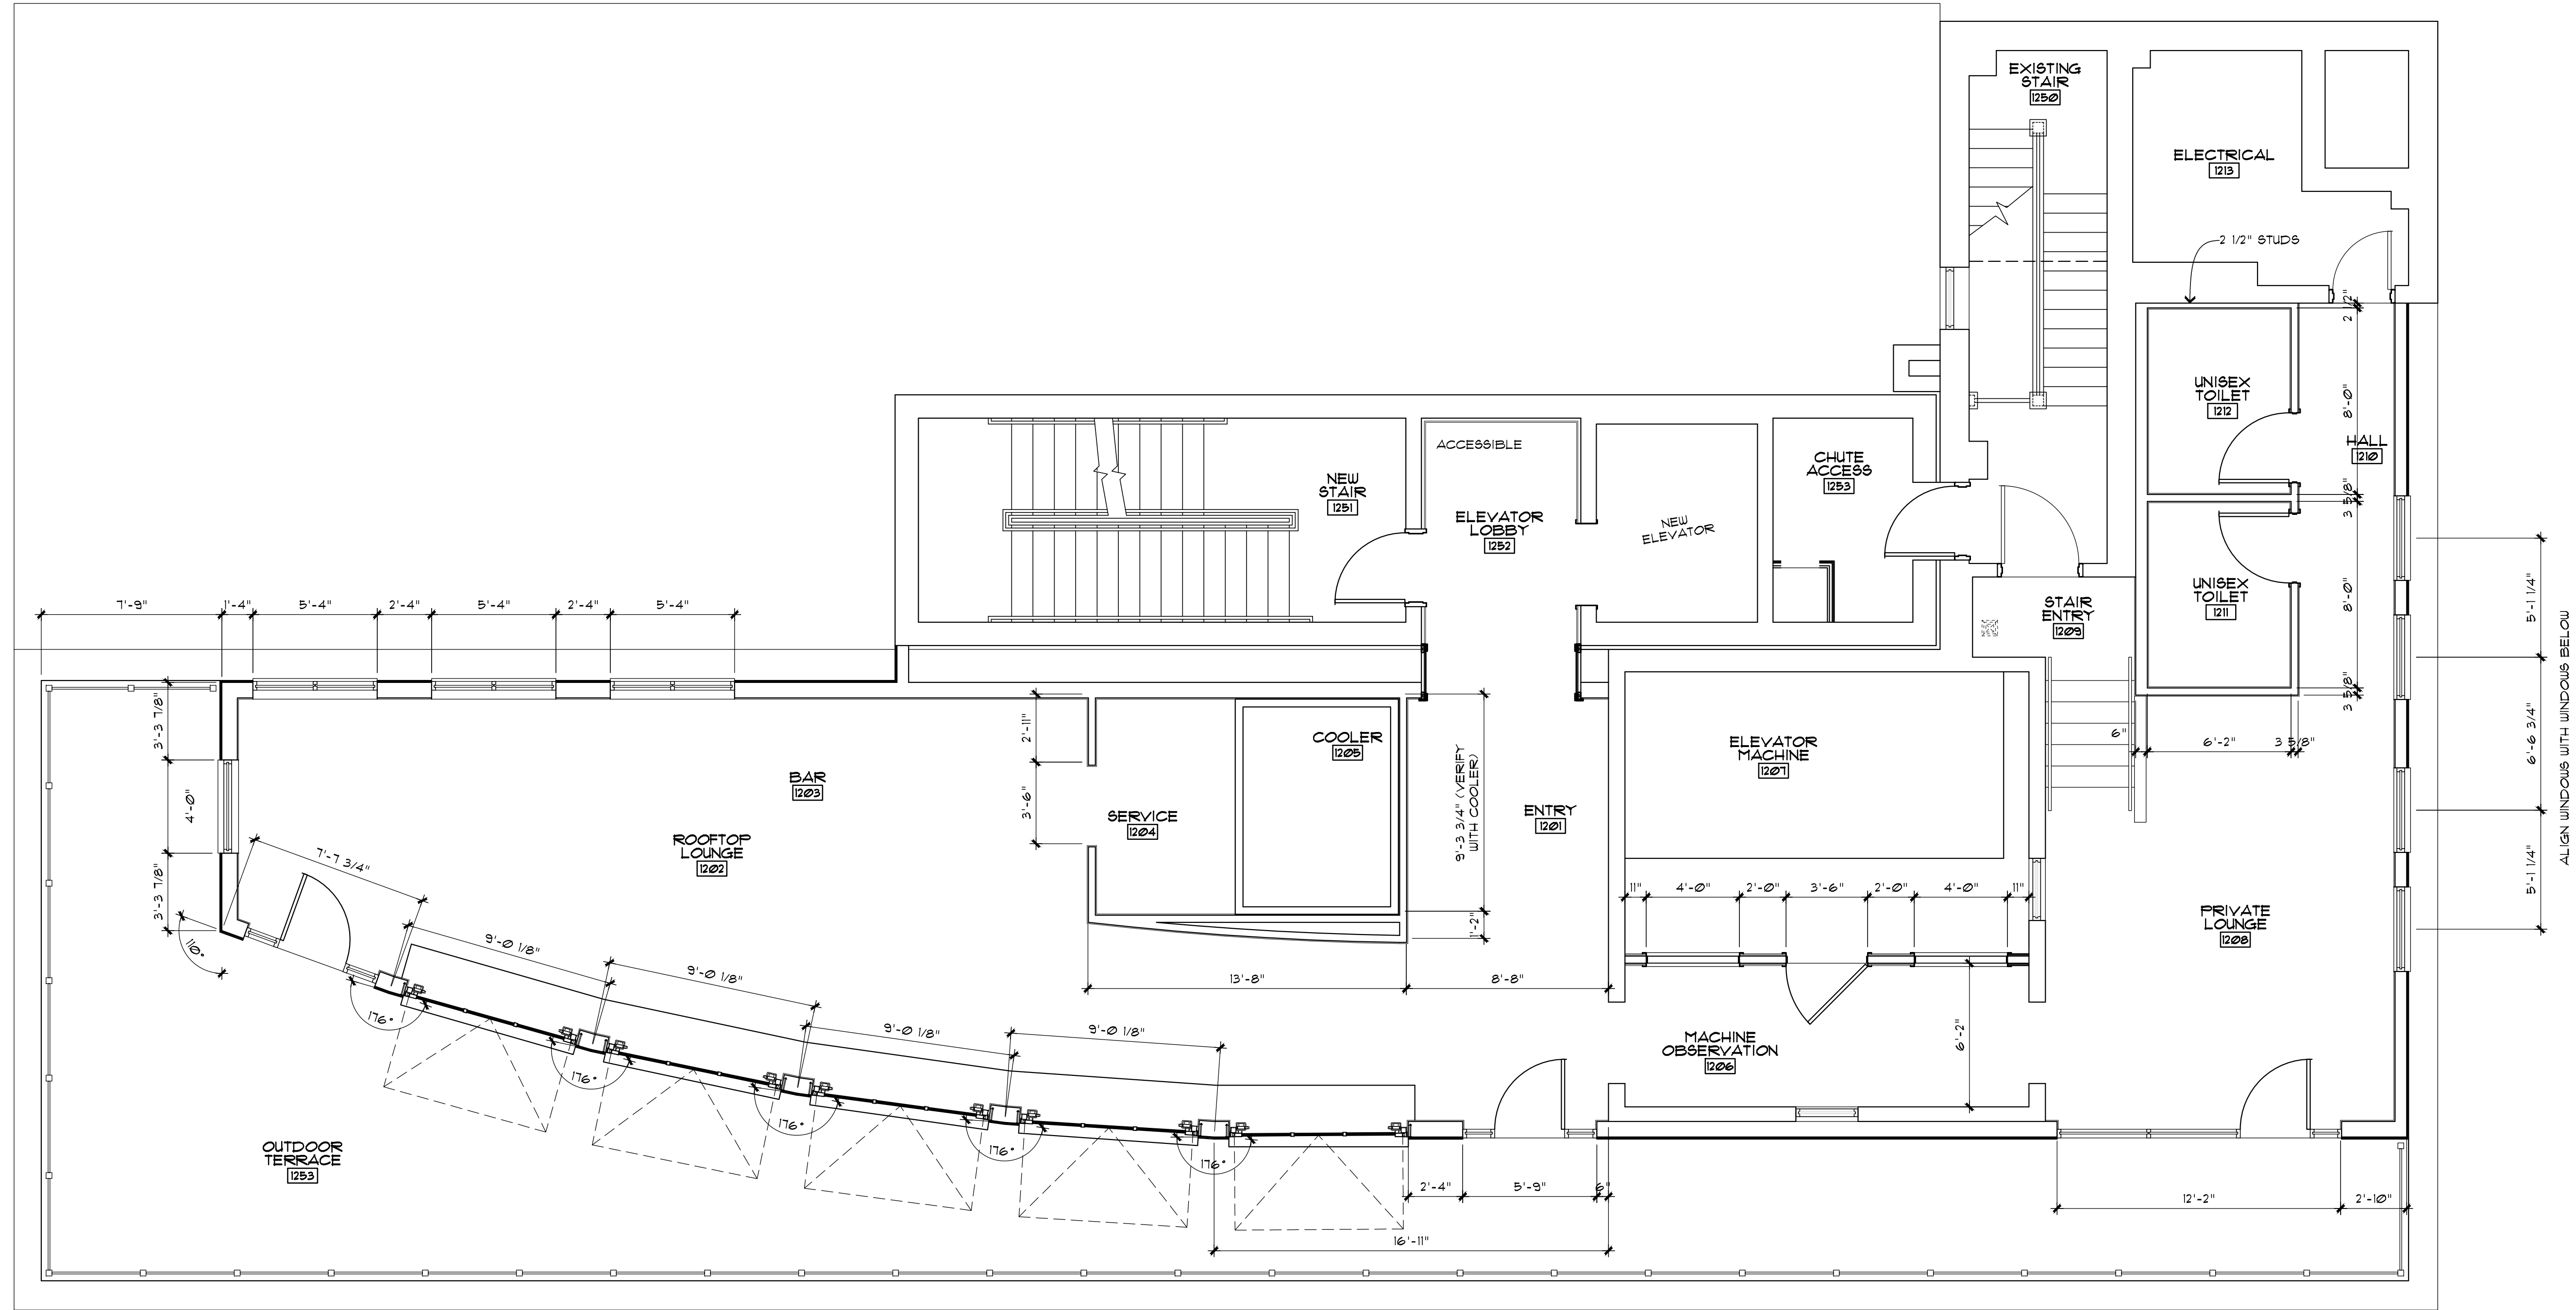 EXISTING
STAIR
1250
ELECTRICAL
1213
2 1/2" STUDS
2 1/2"
UNISEX
TOILET
1212
8'-0"
HALL
1210
3 5/8"
UNISEX
TOILET
1211
8'-0"
3 5/8"
ACCESSIBLE
NEW
STAIR
1251
ELEVATOR
LOBBY
1252
NEW
ELEVATOR
CHUTE
ACCESS
1253
STAIR
ENTRY
1209
7'-9"
1'-4"
5'-4"
2'-4"
5'-4"
2'-4"
5'-4"
5'-1 1/4"
6'-6 3/4"
5'-1 1/4"
ALIGN WINDOWS WITH WINDOWS BELOW
6"
6'-2"
3 5/8"
3'-3 7/8"
4'-0"
3'-3 7/8"
110°
BAR
1203
ROOFTOP
LOUNGE
1202
2'-11"
3'-6"
SERVICE
1204
COOLER
1205
9'-3 3/4" (VERIFY
WITH COOLER)
1'-2"
ENTRY
1201
ELEVATOR
MACHINE
1207
11"
4'-0"
2'-0"
3'-6"
2'-0"
4'-0"
11"
PRIVATE
LOUNGE
1208
7'-7 3/4"
9'-0 1/8"
9'-0 1/8"
9'-0 1/8"
9'-0 1/8"
13'-8"
8'-8"
176°
176°
176°
176°
176°
MACHINE
OBSERVATION
1206
6'-2"
OUTDOOR
TERRACE
1253
2'-4"
5'-9"
6"
16'-11"
12'-2"
2'-10"